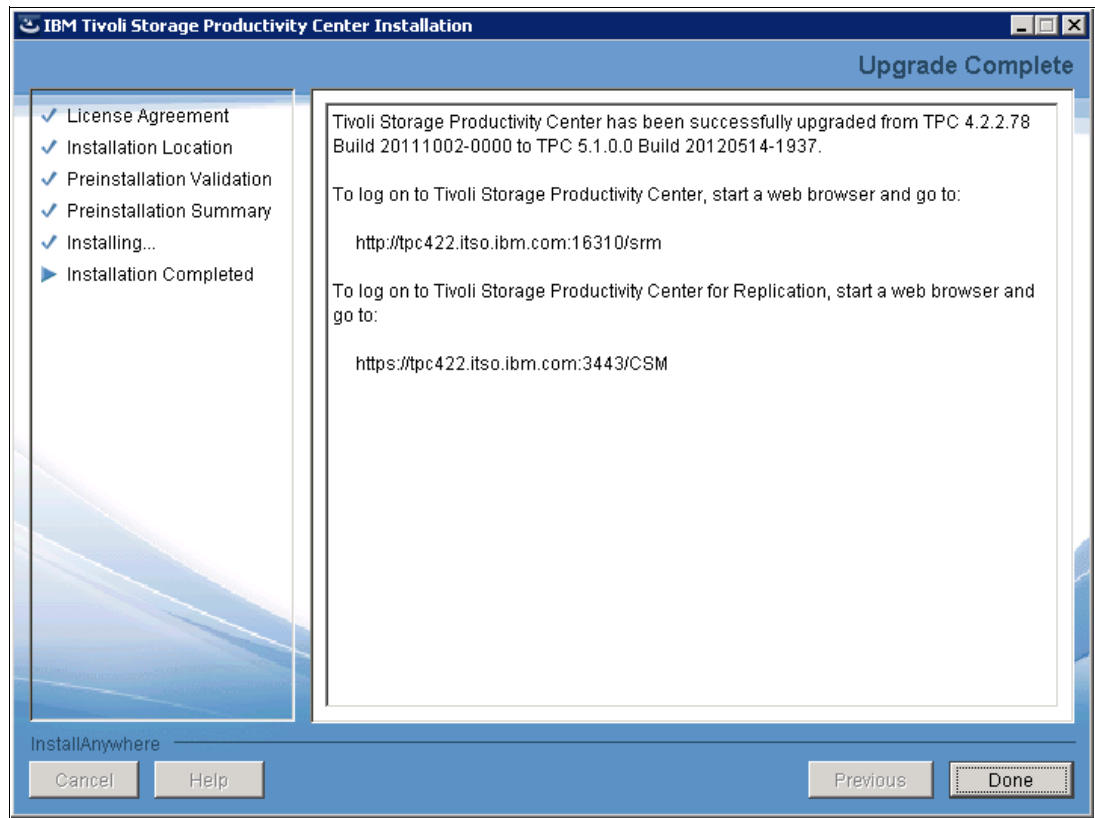 IBM Tivoli Storage Productivity Center Installation
Upgrade Complete
License Agreement
Installation Location
Preinstallation Validation
Preinstallation Summary
Installing...
Installation Completed
Tivoli Storage Productivity Center has been successfully upgraded from TPC 4.2.2.78
Build 20111002-0000 to TPC 5.1.0.0 Build 20120514-1937.
To log on to Tivoli Storage Productivity Center, start a web browser and go to:
http://tpc422.itso.ibm.com:16310/srm
To log on to Tivoli Storage Productivity Center for Replication, start a web browser and
go to:
https://tpc422.itso.ibm.com:3443/CSM
InstallAnywhere
Cancel
Help
Previous
Done